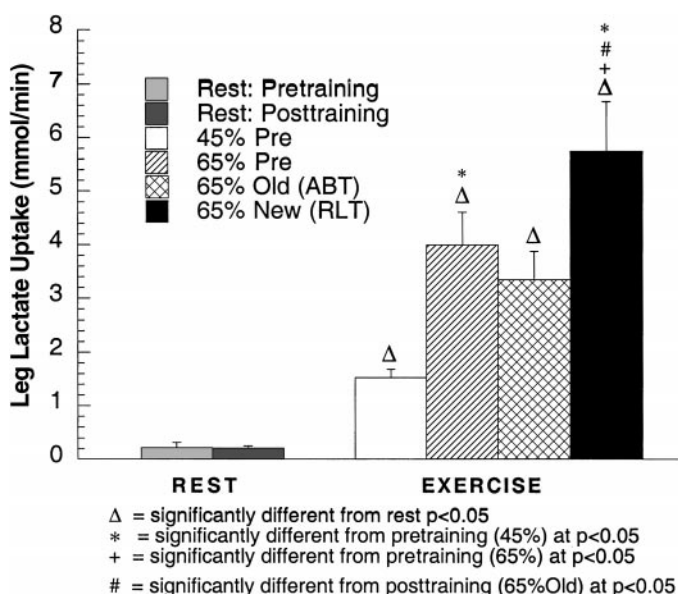 Leg Lactate Uptake (mmol/min)
8
7
6
5
4
3
2
1
0
Rest: Pretraining
Rest: Posttraining
45% Pre
65% Pre
65% Old (ABT)
65% New (RLT)
Δ
*
Δ
Δ
*
#
+
Δ
REST
EXERCISE
Δ = significantly different from rest p<0.05
* = significantly different from pretraining (45%) at p<0.05
+ = significantly different from pretraining (65%) at p<0.05
# = significantly different from posttraining (65%Old) at p<0.05